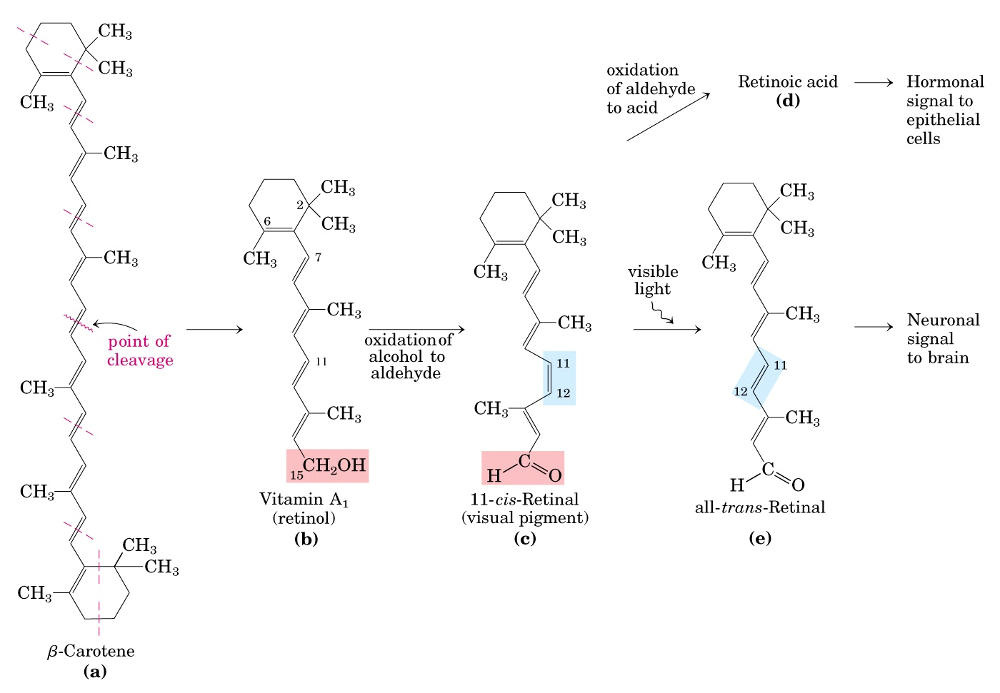 CH₃
CH₃
CH₃
CH₃
CH₃
point of
cleavage
CH₃
CH₃
CH₃
CH₃
CH₃
β-Carotene
(a)
CH₃
2
CH₃
6
CH₃
7
CH₃
11
CH₃
15
CH₂OH
Vitamin A₁
(retinol)
(b)
oxidation of
alcohol to
aldehyde
CH₃
CH₃
CH₃
CH₃
11
12
CH₃
C
H
O
11-cis-Retinal
(visual pigment)
(c)
oxidation
of aldehyde
to acid
Retinoic acid
(d)
Hormonal
signal to
epithelial
cells
visible
light
CH₃
CH₃
CH₃
CH₃
11
12
CH₃
C
H
O
all-trans-Retinal
(e)
Neuronal
signal
to brain